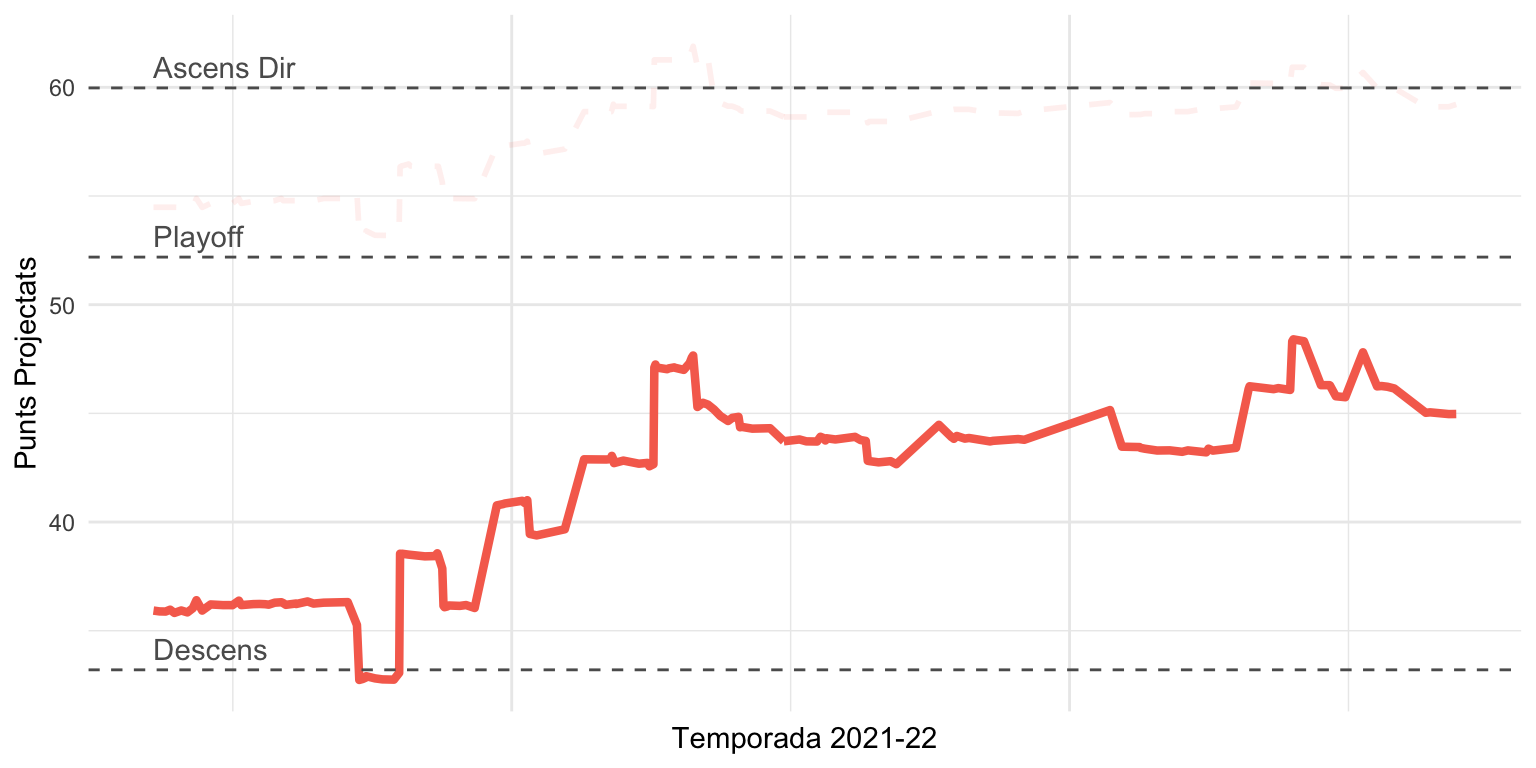 Ascens Dir
60
Playoff
50
Punts Projectats
40
Descens
Temporada 2021-22